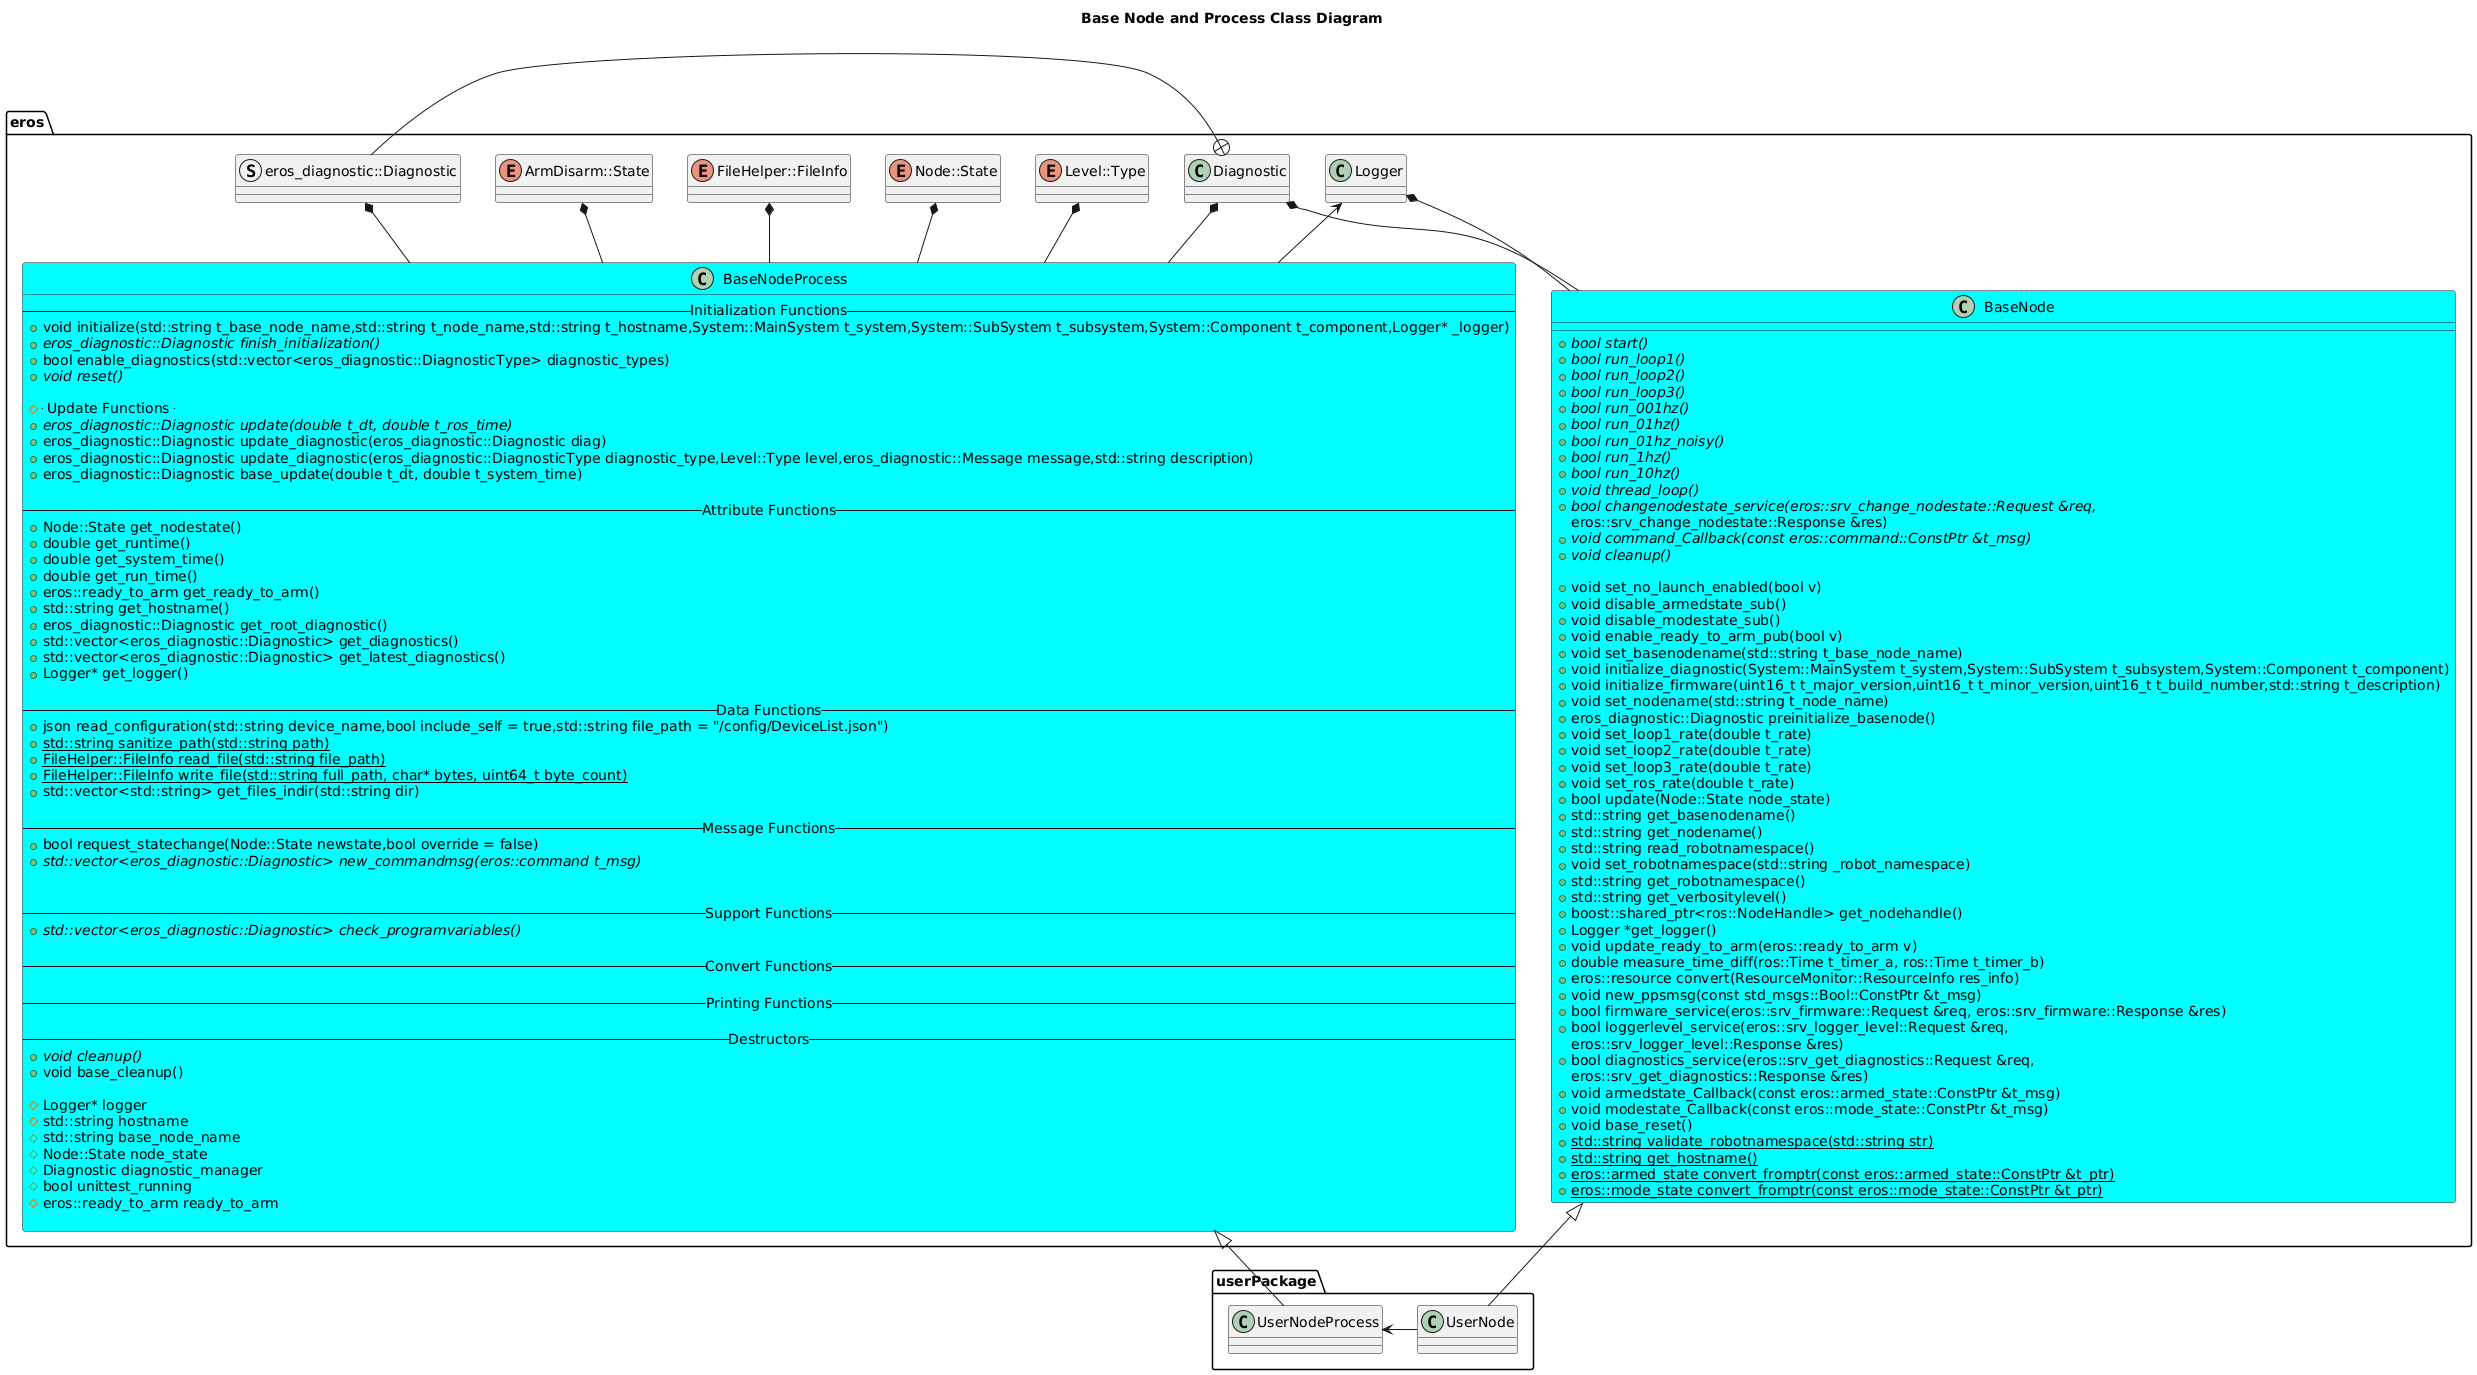 Base Node and Process Class Diagram
eros
S eros_diagnostic::Diagnostic
E ArmDisarm::State
E FileHelper::FileInfo
E Node::State
E Level::Type
C Diagnostic
C Logger
C BaseNodeProcess
Initialization Functions
void initialize(std::string t_base_node_name,std::string t_node_name,std::string t_hostname,System::MainSystem t_system,System::SubSystem t_subsystem,System::Component t_component,Logger* _logger)
eros_diagnostic::Diagnostic finish_initialization()
bool enable_diagnostics(std::vector<eros_diagnostic::DiagnosticType> diagnostic_types)
void reset()
- Update Functions -
eros_diagnostic::Diagnostic update(double t_dt, double t_ros_time)
eros_diagnostic::Diagnostic update_diagnostic(eros_diagnostic::Diagnostic diag)
eros_diagnostic::Diagnostic update_diagnostic(eros_diagnostic::DiagnosticType diagnostic_type,Level::Type level,eros_diagnostic::Message message,std::string description)
eros_diagnostic::Diagnostic base_update(double t_dt, double t_system_time)
Attribute Functions
Node::State get_nodestate()
double get_runtime()
double get_system_time()
double get_run_time()
eros::ready_to_arm get_ready_to_arm()
std::string get_hostname()
eros_diagnostic::Diagnostic get_root_diagnostic()
std::vector<eros_diagnostic::Diagnostic> get_diagnostics()
std::vector<eros_diagnostic::Diagnostic> get_latest_diagnostics()
Logger* get_logger()
Data Functions
json read_configuration(std::string device_name,bool include_self = true,std::string file_path = "/config/DeviceList.json")
std::string sanitize_path(std::string path)
FileHelper::FileInfo read_file(std::string file_path)
FileHelper::FileInfo write_file(std::string full_path, char* bytes, uint64_t byte_count)
std::vector<std::string> get_files_indir(std::string dir)
Message Functions
bool request_statechange(Node::State newstate,bool override = false)
std::vector<eros_diagnostic::Diagnostic> new_commandmsg(eros::command t_msg)
Support Functions
std::vector<eros_diagnostic::Diagnostic> check_programvariables()
Convert Functions
Printing Functions
Destructors
void cleanup()
void base_cleanup()
Logger* logger
std::string hostname
std::string base_node_name
Node::State node_state
Diagnostic diagnostic_manager
bool unittest_running
eros::ready_to_arm ready_to_arm
C BaseNode
bool start()
bool run_loop1()
bool run_loop2()
bool run_loop3()
bool run_001hz()
bool run_01hz()
bool run_01hz_noisy()
bool run_1hz()
bool run_10hz()
void thread_loop()
bool changenodestate_service(eros::srv_change_nodestate::Request &req,
eros::srv_change_nodestate::Response &res)
void command_Callback(const eros::command::ConstPtr &t_msg)
void cleanup()
void set_no_launch_enabled(bool v)
void disable_armedstate_sub()
void disable_modestate_sub()
void enable_ready_to_arm_pub(bool v)
void set_basenodename(std::string t_base_node_name)
void initialize_diagnostic(System::MainSystem t_system,System::SubSystem t_subsystem,System::Component t_component)
void initialize_firmware(uint16_t t_major_version,uint16_t t_minor_version,uint16_t t_build_number,std::string t_description)
void set_nodename(std::string t_node_name)
eros_diagnostic::Diagnostic preinitialize_basenode()
void set_loop1_rate(double t_rate)
void set_loop2_rate(double t_rate)
void set_loop3_rate(double t_rate)
void set_ros_rate(double t_rate)
bool update(Node::State node_state)
std::string get_basenodename()
std::string get_nodename()
std::string read_robotnamespace()
void set_robotnamespace(std::string _robot_namespace)
std::string get_robotnamespace()
std::string get_verbositylevel()
boost::shared_ptr<ros::NodeHandle> get_nodehandle()
Logger *get_logger()
void update_ready_to_arm(eros::ready_to_arm v)
double measure_time_diff(ros::Time t_timer_a, ros::Time t_timer_b)
eros::resource convert(ResourceMonitor::ResourceInfo res_info)
void new_ppsmsg(const std_msgs::Bool::ConstPtr &t_msg)
bool firmware_service(eros::srv_firmware::Request &req, eros::srv_firmware::Response &res)
bool loggerlevel_service(eros::srv_logger_level::Request &req,
eros::srv_logger_level::Response &res)
bool diagnostics_service(eros::srv_get_diagnostics::Request &req,
eros::srv_get_diagnostics::Response &res)
void armedstate_Callback(const eros::armed_state::ConstPtr &t_msg)
void modestate_Callback(const eros::mode_state::ConstPtr &t_msg)
void base_reset()
std::string validate_robotnamespace(std::string str)
std::string get_hostname()
eros::armed_state convert_fromptr(const eros::armed_state::ConstPtr &t_ptr)
eros::mode_state convert_fromptr(const eros::mode_state::ConstPtr &t_ptr)
userPackage
C UserNodeProcess
C UserNode